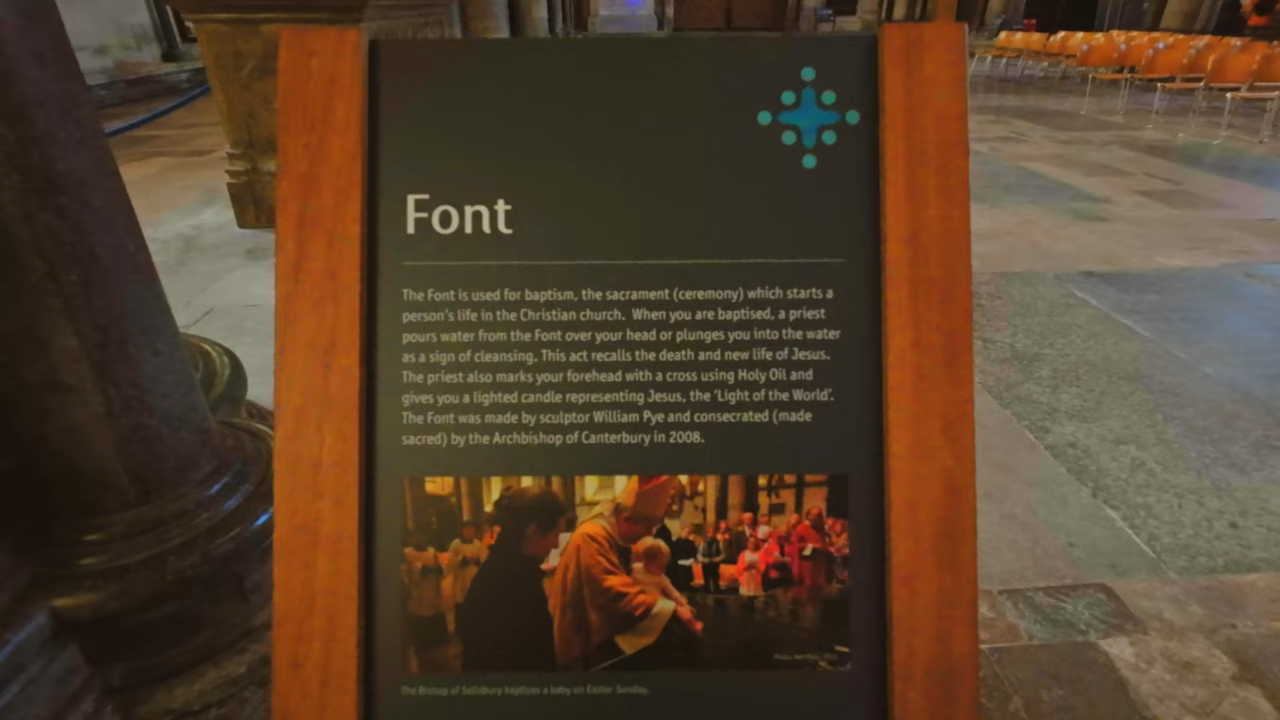 Font
The Font is used for baptism, the sacrament (ceremony) which starts a
person's life in the Christian church. When you are baptised, a priest
pours water from the Font over your head or plunges you into the water
as a sign of cleansing. This act recalls the death and new life of Jesus.
The priest also marks your forehead with a cross using Holy Oil and
gives you a lighted candle representing Jesus, the 'Light of the World'.
The Font was made by sculptor William Pye and consecrated (made
sacred) by the Archbishop of Canterbury in 2008.
The Bishop of Salisbury baptises a baby on Easter Sunday.